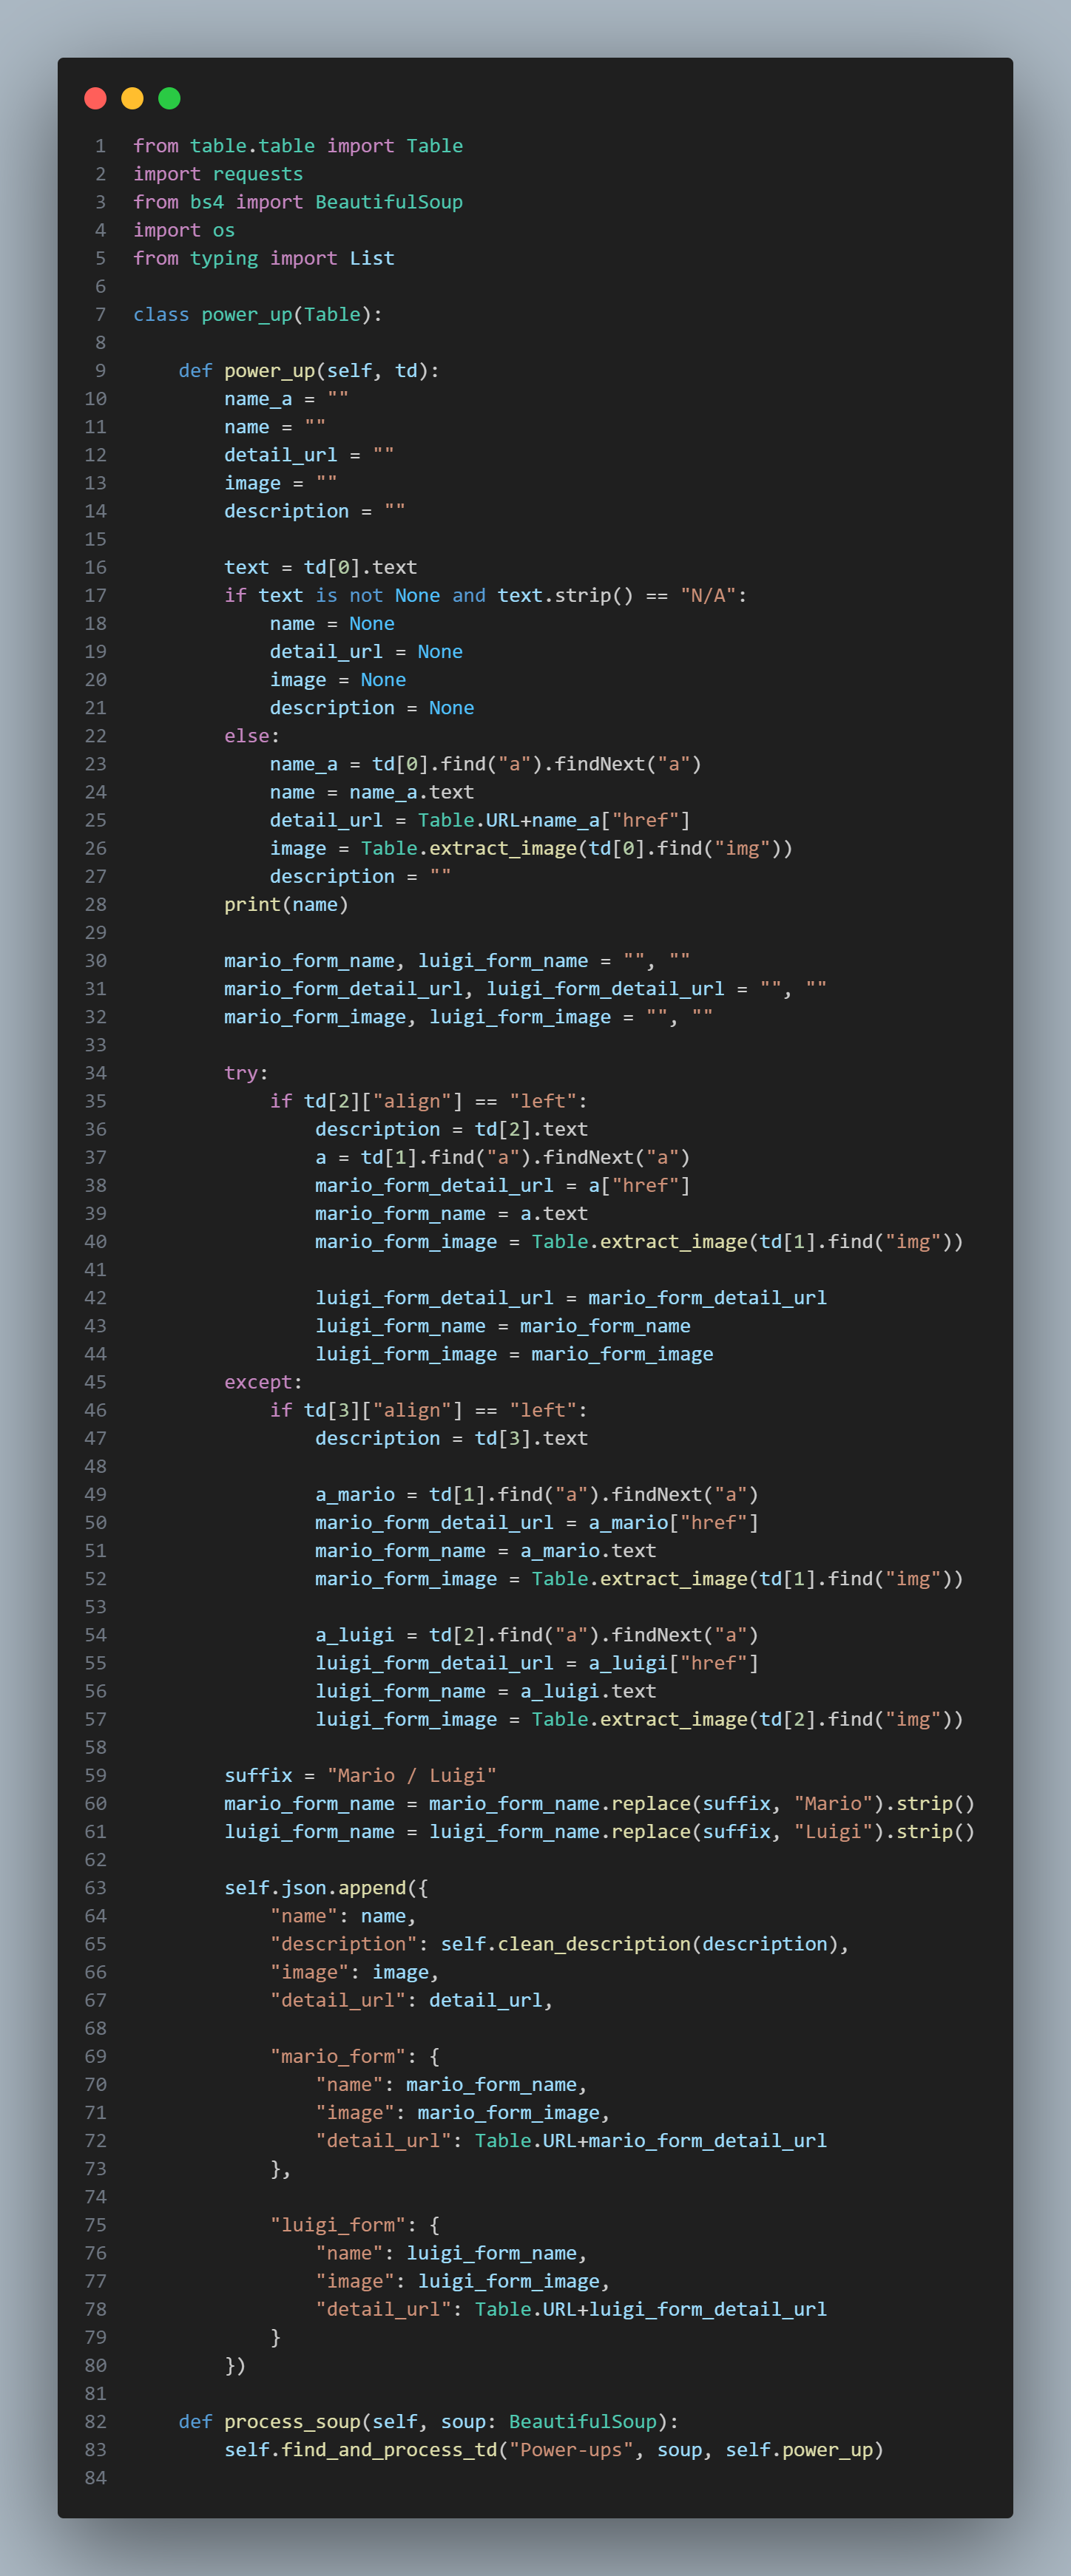 1 from table.table import Table
2 import requests
3 from bs4 import BeautifulSoup
4 import os
5 from typing import List
6
7 class power_up(Table):
8
9     def power_up(self, td):
10         name_a = ""
11         name = ""
12         detail_url = ""
13         image = ""
14         description = ""
15
16         text = td[0].text
17         if text is not None and text.strip() == "N/A":
18             name = None
19             detail_url = None
20             image = None
21             description = None
22         else:
23             name_a = td[0].find("a").findNext("a")
24             name = name_a.text
25             detail_url = Table.URL+name_a["href"]
26             image = Table.extract_image(td[0].find("img"))
27             description = ""
28         print(name)
29
30         mario_form_name, luigi_form_name = "", ""
31         mario_form_detail_url, luigi_form_detail_url = "", ""
32         mario_form_image, luigi_form_image = "", ""
33
34         try:
35             if td[2]["align"] == "left":
36                 description = td[2].text
37                 a = td[1].find("a").findNext("a")
38                 mario_form_detail_url = a["href"]
39                 mario_form_name = a.text
40                 mario_form_image = Table.extract_image(td[1].find("img"))
41
42                 luigi_form_detail_url = mario_form_detail_url
43                 luigi_form_name = mario_form_name
44                 luigi_form_image = mario_form_image
45         except:
46             if td[3]["align"] == "left":
47                 description = td[3].text
48
49                 a_mario = td[1].find("a").findNext("a")
50                 mario_form_detail_url = a_mario["href"]
51                 mario_form_name = a_mario.text
52                 mario_form_image = Table.extract_image(td[1].find("img"))
53
54                 a_luigi = td[2].find("a").findNext("a")
55                 luigi_form_detail_url = a_luigi["href"]
56                 luigi_form_name = a_luigi.text
57                 luigi_form_image = Table.extract_image(td[2].find("img"))
58
59         suffix = "Mario / Luigi"
60         mario_form_name = mario_form_name.replace(suffix, "Mario").strip()
61         luigi_form_name = luigi_form_name.replace(suffix, "Luigi").strip()
62
63         self.json.append({
64             "name": name,
65             "description": self.clean_description(description),
66             "image": image,
67             "detail_url": detail_url,
68
69             "mario_form": {
70                 "name": mario_form_name,
71                 "image": mario_form_image,
72                 "detail_url": Table.URL+mario_form_detail_url
73             },
74
75             "luigi_form": {
76                 "name": luigi_form_name,
77                 "image": luigi_form_image,
78                 "detail_url": Table.URL+luigi_form_detail_url
79             }
80         })
81
82     def process_soup(self, soup: BeautifulSoup):
83         self.find_and_process_td("Power-ups", soup, self.power_up)
84